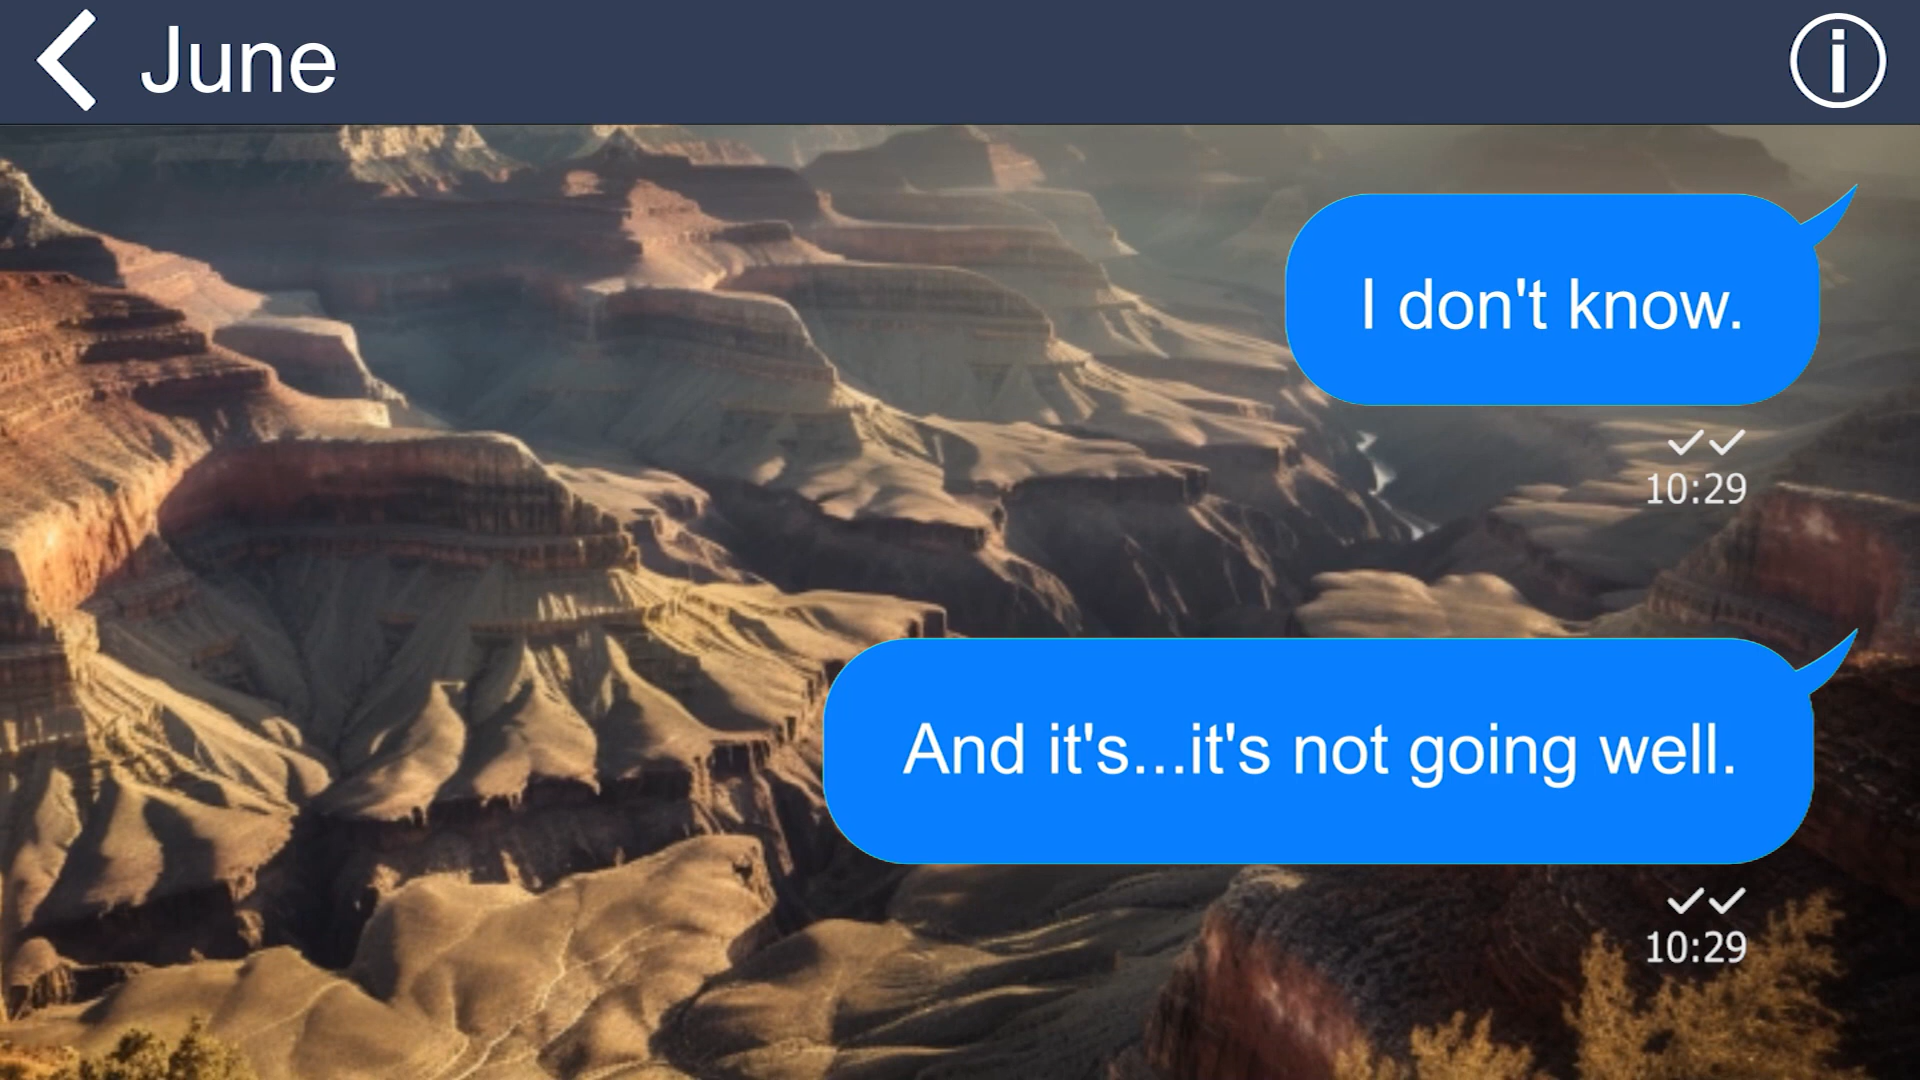 June
I don't know.
10:29
And it's...it's not going well.
10:29